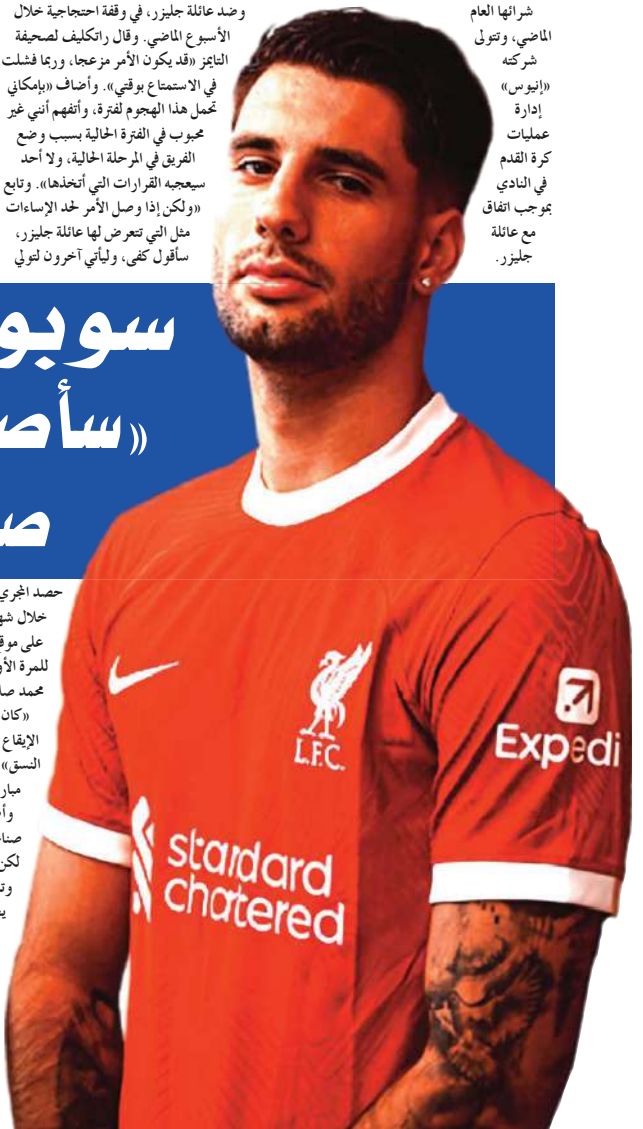 شرائها العام
الماضي، وتتولى
شركته
«إنيوس»
إدارة
عمليات
كرة القدم
في النادي
بموجب اتفاق
مع عائلة
جليزر.
وضد عائلة جليزر، في وقفة احتجاجية خلال
الأسبوع الماضي. وقال راتكليف لصحيفة
التايمز «قد يكون الأمر مزعجا، وربما فشلت
في الاستمتاع بوقتي». وأضاف «بإمكاني
تحمل هذا الهجوم لفترة، وأتفهم أنني غير
محبوب في الفترة الحالية بسبب وضع
الفريق في المرحلة الحالية، ولا أحد
سيعجبه القرارات التي أتخذها». وتابع
«ولكن إذا وصل الأمر لحد الإساءات
مثل التي تتعرض لها عائلة جليزر،
سأقول كفى، وليأتي آخرون لتولي
سوبو
«سأص
صـ
حصد المجري
خلال شه
على موق
للمرة الأو
محمد صلا
«كان
الإيقاع
النسق»
مبار
وأ
صنا
لكن
وت
L.F.C.
Expedi
standard
chartered